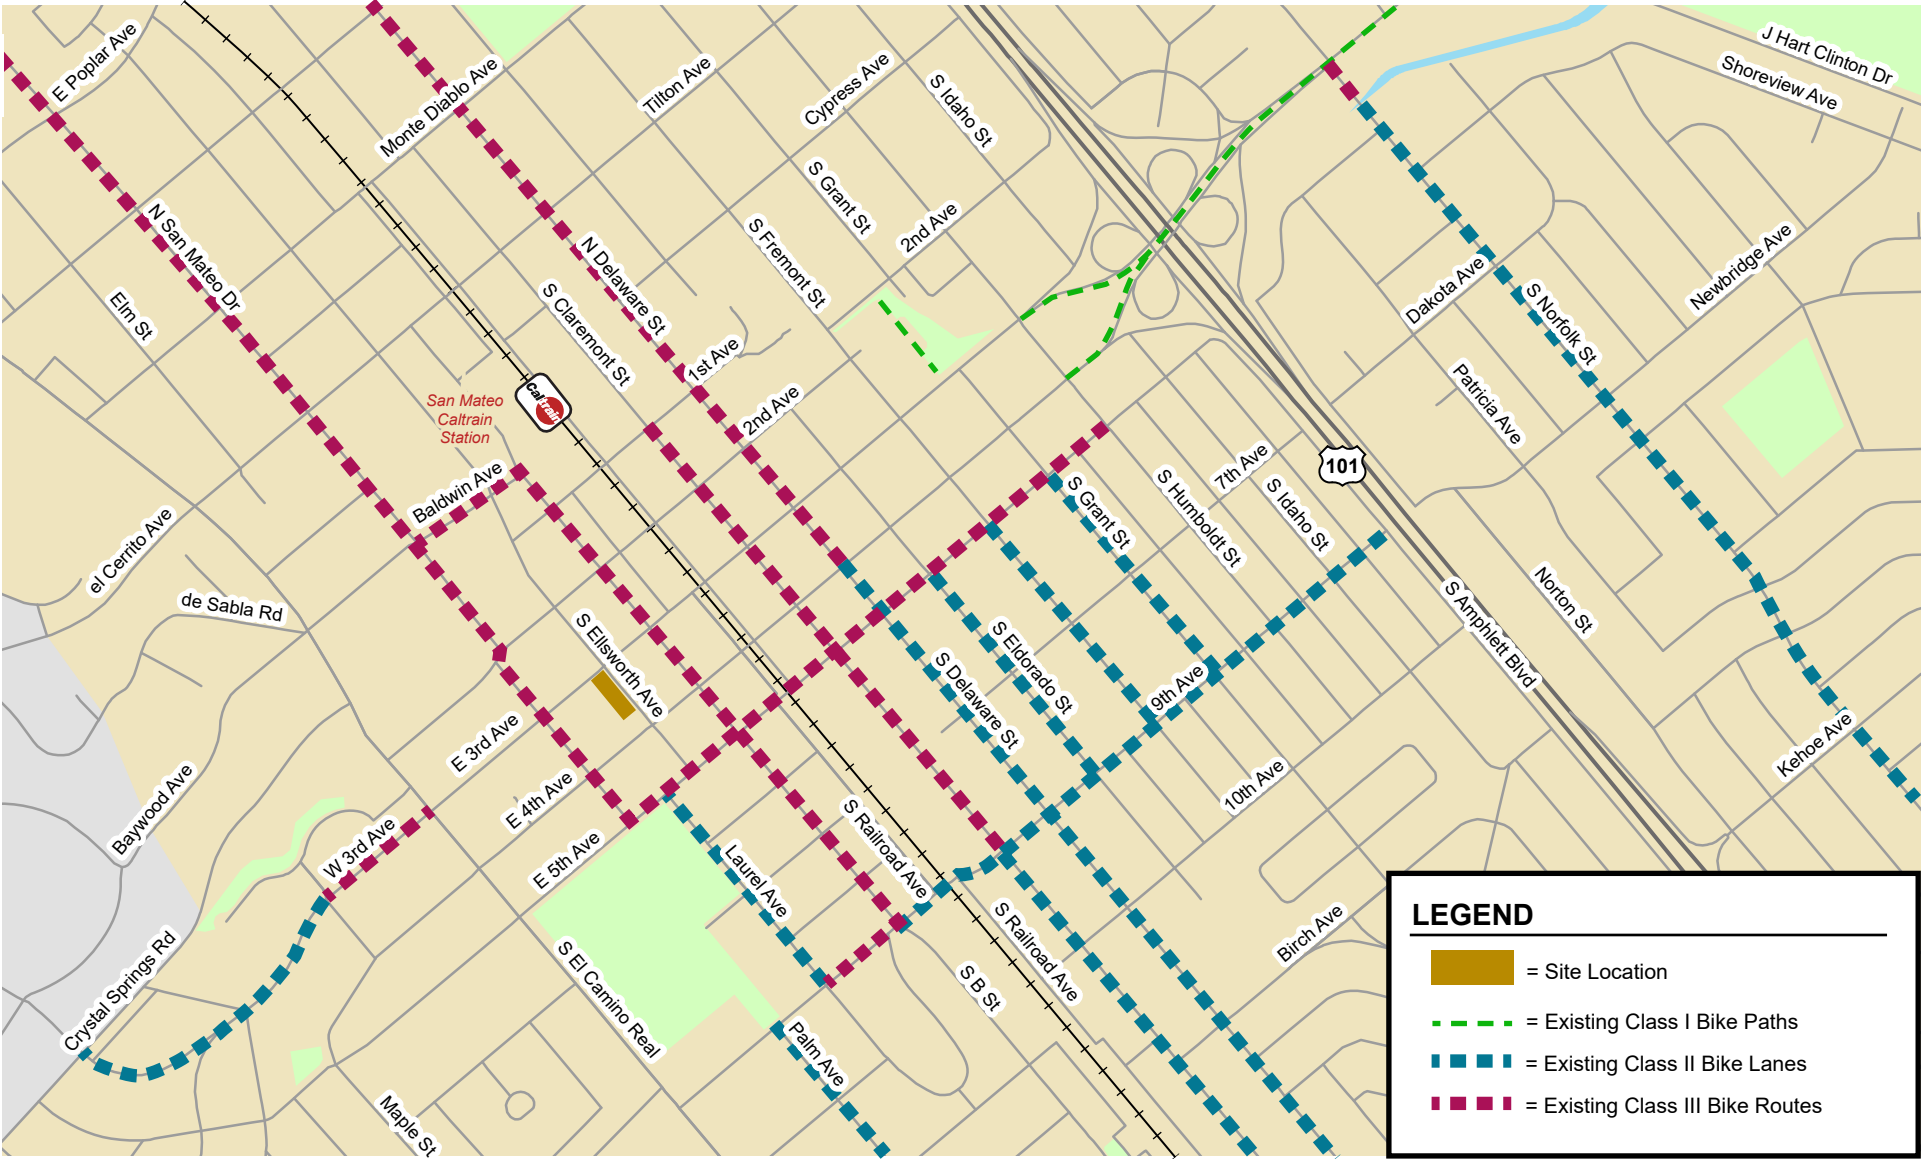 E Poplar Ave
Monte Diablo Ave
Tilton Ave
Cypress Ave
S Idaho St
J Hart Clinton Dr
Shoreview Ave
N San Mateo Dr
Elm St
N Delaware St
S Claremont St
S Fremont St
S Grant St
2nd Ave
1st Ave
2nd Ave
Dakota Ave
Newbridge Ave
S Norfolk St
Patricia Ave
San Mateo
Caltrain
Station
Caltrain
Baldwin Ave
el Cerrito Ave
de Sabla Rd
S Ellsworth Ave
101
7th Ave
S Grant St
S Humboldt St
S Idaho St
S Amphlett Blvd
Norton St
S Eldorado St
S Delaware St
9th Ave
10th Ave
Kehoe Ave
E 3rd Ave
E 4th Ave
E 5th Ave
Baywood Ave
W 3rd Ave
Crystal Springs Rd
Laurel Ave
S Railroad Ave
S Railroad Ave
S B St
S El Camino Real
Palm Ave
Maple St
Birch Ave
LEGEND
= Site Location
= Existing Class I Bike Paths
= Existing Class II Bike Lanes
= Existing Class III Bike Routes